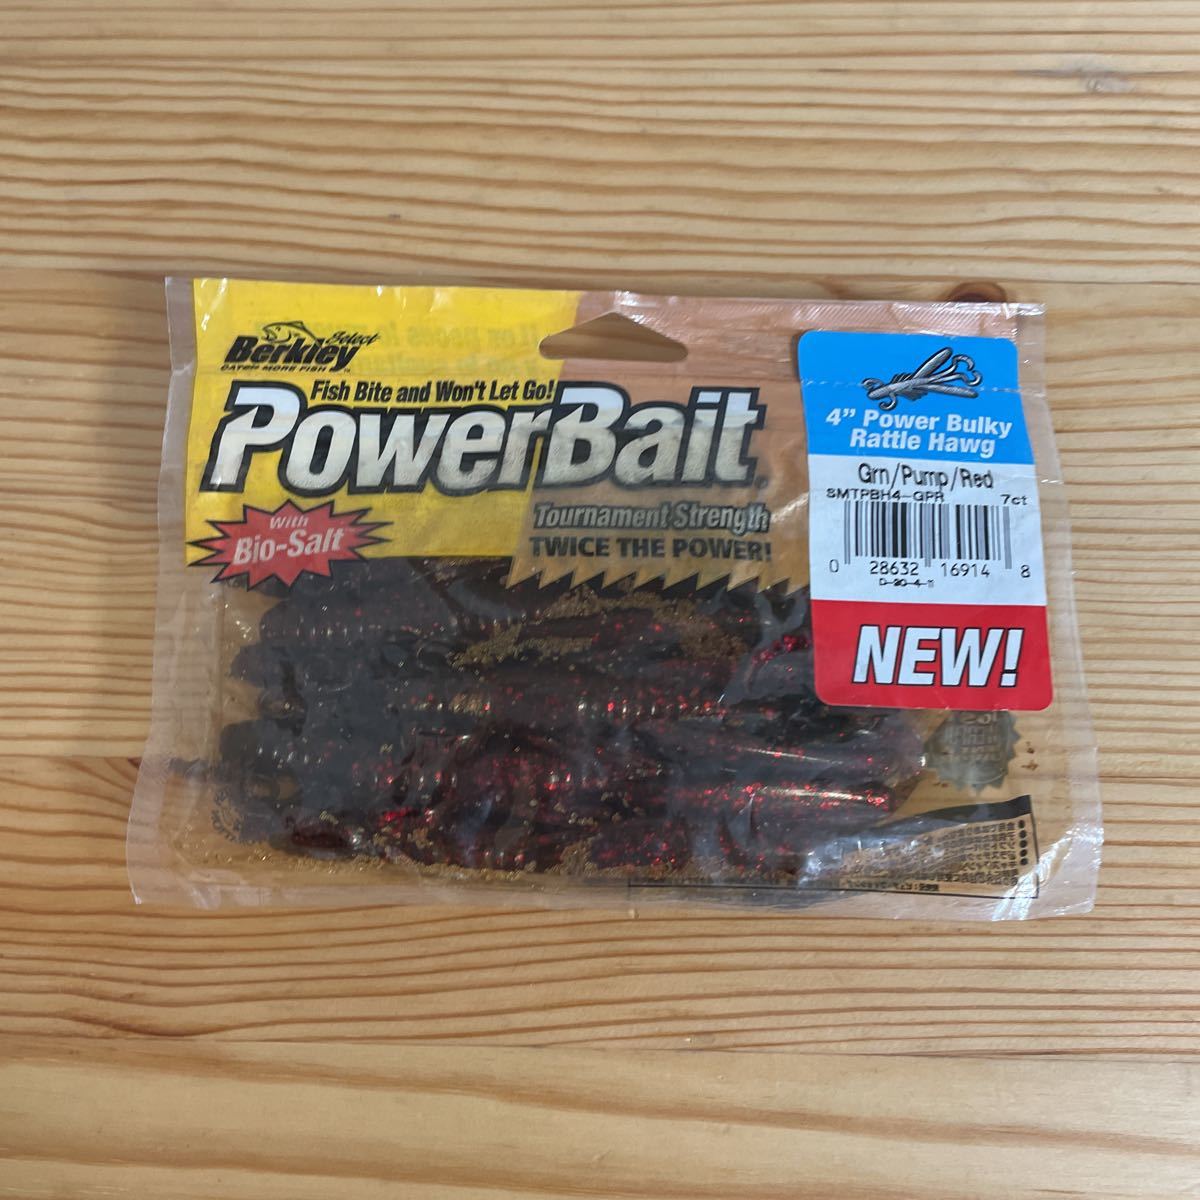 Berkley Select
CATCH MORE FISH™
Fish Bite and Won't Let Go!
PowerBait®
With
Bio-Salt
Tournament Strength
TWICE THE POWER!
4" Power Bulky
Rattle Hawg
Grn/Pump/Red
SMTPBH4-GPR 7ct
0 28632 16914 8
NEW!